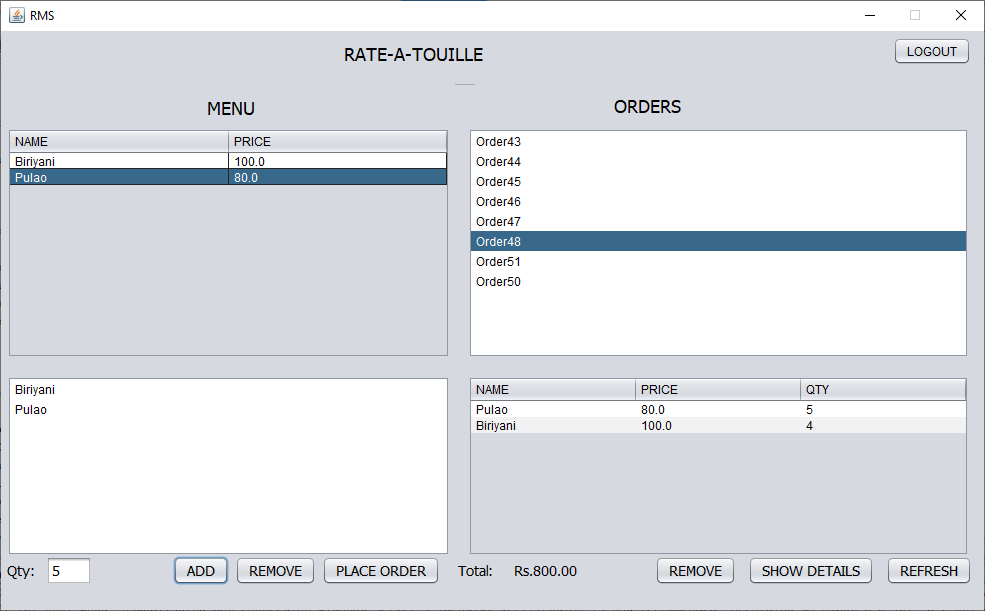 RMS
RATE-A-TOUILLE
LOGOUT
MENU
NAME PRICE
Biriyani 100.0
Pulao 80.0
ORDERS
Order43
Order44
Order45
Order46
Order47
Order48
Order51
Order50
Biriyani
Pulao
NAME PRICE QTY
Pulao 80.0 5
Biriyani 100.0 4
Qty: 5 ADD REMOVE PLACE ORDER Total: Rs.800.00 REMOVE SHOW DETAILS REFRESH